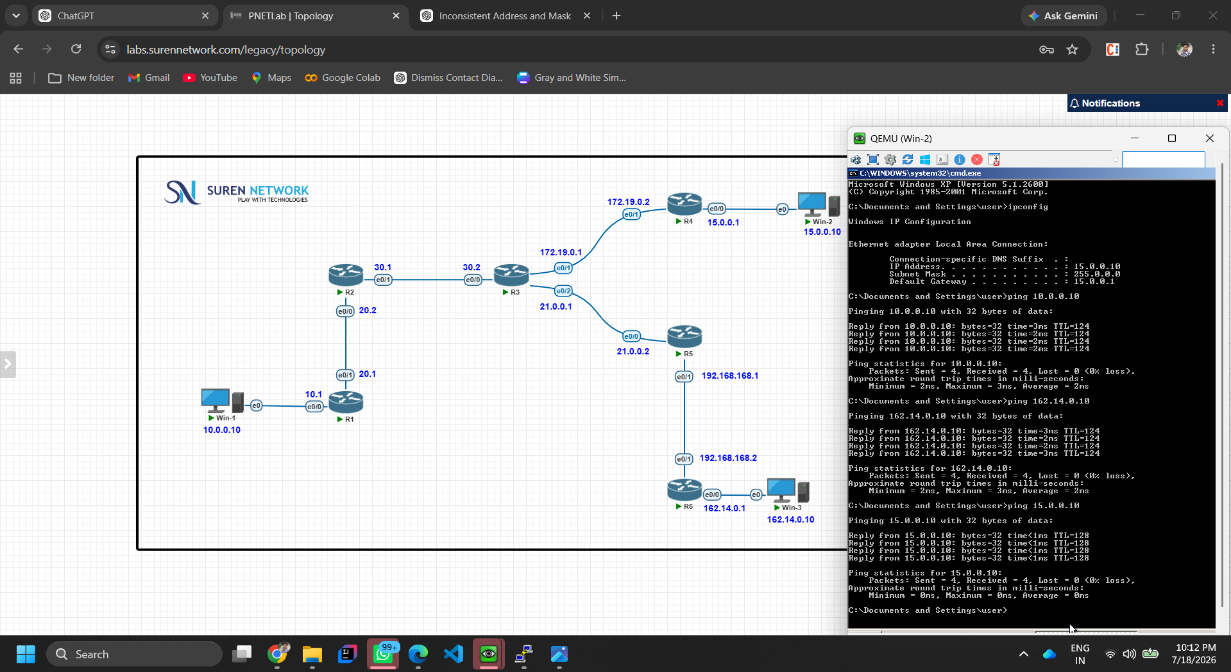 ChatGPT
PNETLab | Topology
Inconsistent Address and Mask
Ask Gemini
labs.surennetwork.com/legacy/topology
New folder
Gmail
YouTube
Maps
Google Colab
Dismiss Contact Dia...
Gray and White Sim...
Notifications
SN SUREN NETWORK
PLAY WITH TECHNOLOGIES
172.19.0.2
e0/1
R4
e0/0
15.0.0.1
e0
Win-2
15.0.0.10
172.19.0.1
e0/1
30.1
e0/1
R2
30.2
e0/0
R3
e0/2
21.0.0.1
e0/0
20.2
e0/0
21.0.0.2
R5
e0/1
192.168.168.1
e0/1
20.1
10.1
e0/0
R1
e0
Win-1
10.0.0.10
e0/1
192.168.168.2
R6
e0/0
162.14.0.1
e0
Win-3
162.14.0.10
QEMU (Win-2)
C:\WINDOWS\system32\cmd.exe
Microsoft Windows XP [Version 5.1.2600]
(C) Copyright 1985-2001 Microsoft Corp.
C:\Documents and Settings\user>ipconfig
Windows IP Configuration
Ethernet adapter Local Area Connection:
Connection-specific DNS Suffix . :
IP Address. . . . . . . . . . . . : 15.0.0.10
Subnet Mask . . . . . . . . . . . : 255.0.0.0
Default Gateway . . . . . . . . . : 15.0.0.1
C:\Documents and Settings\user>ping 10.0.0.10
Pinging 10.0.0.10 with 32 bytes of data:
Reply from 10.0.0.10: bytes=32 time=3ms TTL=124
Reply from 10.0.0.10: bytes=32 time=2ms TTL=124
Reply from 10.0.0.10: bytes=32 time=2ms TTL=124
Reply from 10.0.0.10: bytes=32 time=2ms TTL=124
Ping statistics for 10.0.0.10:
Packets: Sent = 4, Received = 4, Lost = 0 (0% loss),
Approximate round trip times in milli-seconds:
Minimum = 2ms, Maximum = 3ms, Average = 2ms
C:\Documents and Settings\user>ping 162.14.0.10
Pinging 162.14.0.10 with 32 bytes of data:
Reply from 162.14.0.10: bytes=32 time=3ms TTL=124
Reply from 162.14.0.10: bytes=32 time=2ms TTL=124
Reply from 162.14.0.10: bytes=32 time=2ms TTL=124
Reply from 162.14.0.10: bytes=32 time=3ms TTL=124
Ping statistics for 162.14.0.10:
Packets: Sent = 4, Received = 4, Lost = 0 (0% loss),
Approximate round trip times in milli-seconds:
Minimum = 2ms, Maximum = 3ms, Average = 2ms
C:\Documents and Settings\user>ping 15.0.0.10
Pinging 15.0.0.10 with 32 bytes of data:
Reply from 15.0.0.10: bytes=32 time<1ms TTL=128
Reply from 15.0.0.10: bytes=32 time<1ms TTL=128
Reply from 15.0.0.10: bytes=32 time<1ms TTL=128
Reply from 15.0.0.10: bytes=32 time<1ms TTL=128
Ping statistics for 15.0.0.10:
Packets: Sent = 4, Received = 4, Lost = 0 (0% loss),
Approximate round trip times in milli-seconds:
Minimum = 0ms, Maximum = 0ms, Average = 0ms
C:\Documents and Settings\user>
Search
99+
ENG
IN
10:12 PM
7/18/2026